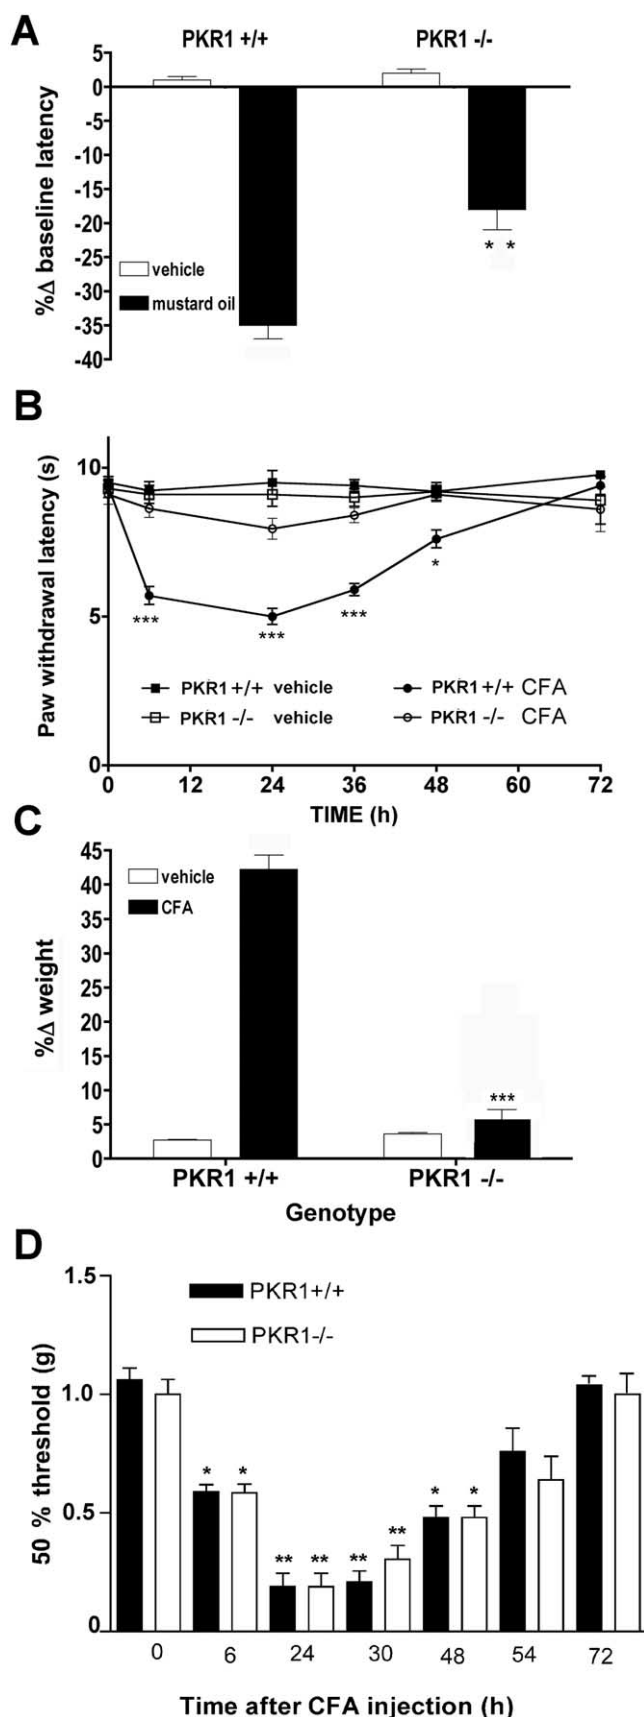 A
PKR1 +/+ PKR1 -/-
5
0
-5
-10
-15
-20
-25
-30
-35
-40
%Δ baseline latency
vehicle
mustard oil
* *
B
Paw withdrawal latency (s)
10
5
0
***
***
***
*
PKR1 +/+ vehicle PKR1 +/+ CFA
PKR1 -/- vehicle PKR1 -/- CFA
0 12 24 36 48 60 72
TIME (h)
C
45
40
35
30
25
20
15
10
5
0
%Δ weight
vehicle
CFA
***
PKR1 +/+ PKR1 -/-
Genotype
D
1.5
1.0
0.5
0
50 % threshold (g)
PKR1+/+
PKR1-/-
* * ** ** ** ** * *
0 6 24 30 48 54 72
Time after CFA injection (h)